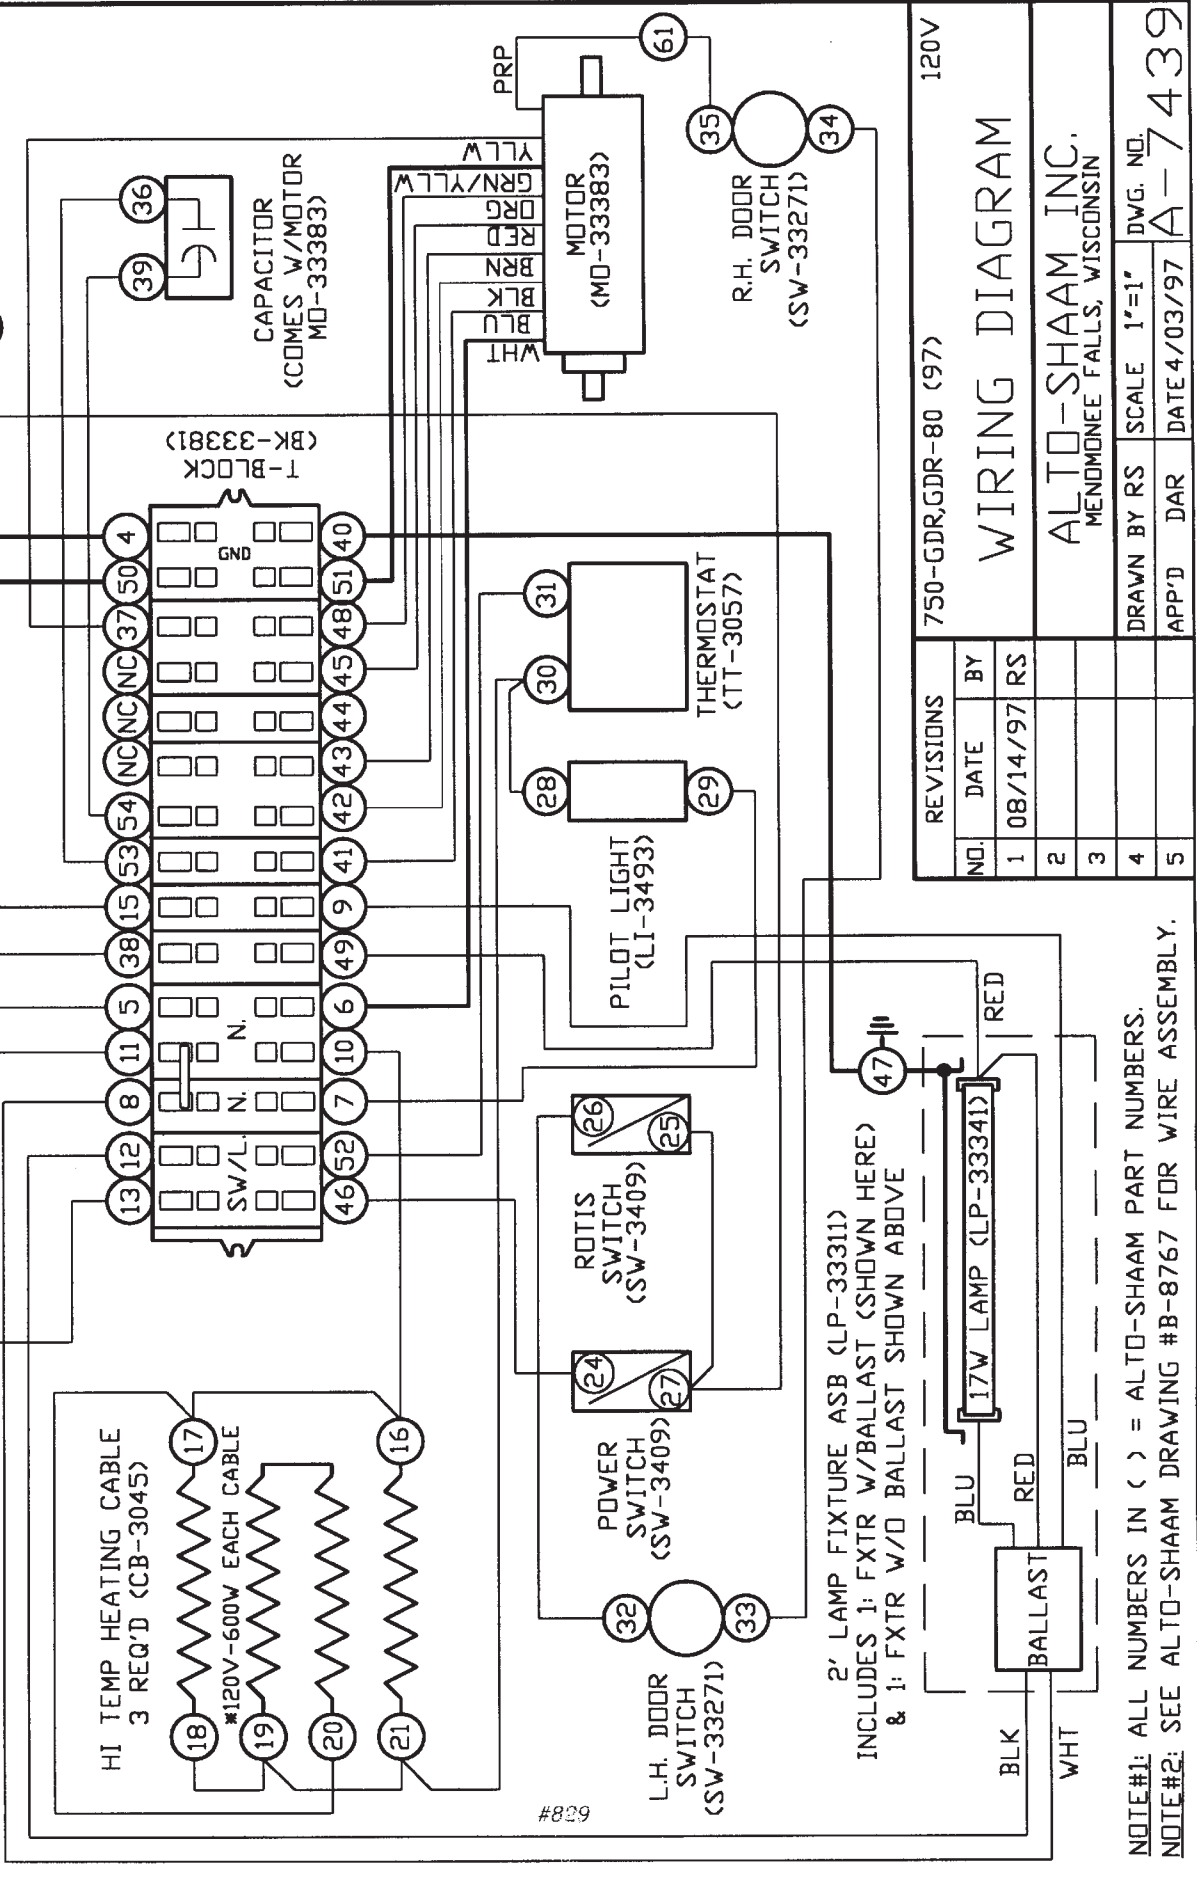 HI TEMP HEATING CABLE
3 REQ'D (CB-3045)
*120V-600W EACH CABLE
18
17
19
20
21
16
13
12
8
11
5
38
15
53
54
NC
NC
NC
37
50
4
SW/L.
N.
N.
GND
46
52
7
10
6
49
9
41
42
43
44
45
48
51
40
T-BLOCK
(BK-33381)
39
36
CAPACITOR
(COMES W/MOTOR
MO-33383)
WHT
BLU
BLK
BRN
RED
ORG
GRN/YLLW
YLLW
PRP
MOTOR
(MO-33383)
61
35
34
R.H. DOOR
SWITCH
(SW-33271)
30
31
THERMOSTAT
(TT-3057)
28
29
PILOT LIGHT
(LI-3493)
26
25
ROTIS
SWITCH
(SW-3409)
24
27
POWER
SWITCH
(SW-3409)
32
33
L.H. DOOR
SWITCH
(SW-33271)
#829
2' LAMP FIXTURE ASB (LP-33311)
INCLUDES 1: FXTR W/BALLAST (SHOWN HERE)
& 1: FXTR W/O BALLAST SHOWN ABOVE
47
17W LAMP (LP-33341)
RED
BLU
RED
BLU
BALLAST
BLK
WHT
NOTE#1: ALL NUMBERS IN ( ) = ALTO-SHAAM PART NUMBERS.
NOTE#2: SEE ALTO-SHAAM DRAWING #B-8767 FOR WIRE ASSEMBLY.
REVISIONS
NO. DATE BY
1 08/14/97 RS
2
3
4
5
750-GDR,GDR-80 (97) 120V
WIRING DIAGRAM
ALTO-SHAAM INC.
MENOMONEE FALLS, WISCONSIN
DRAWN BY RS SCALE 1"=1" DWG. NO.
APP'D DAR DATE 4/03/97 A-7439